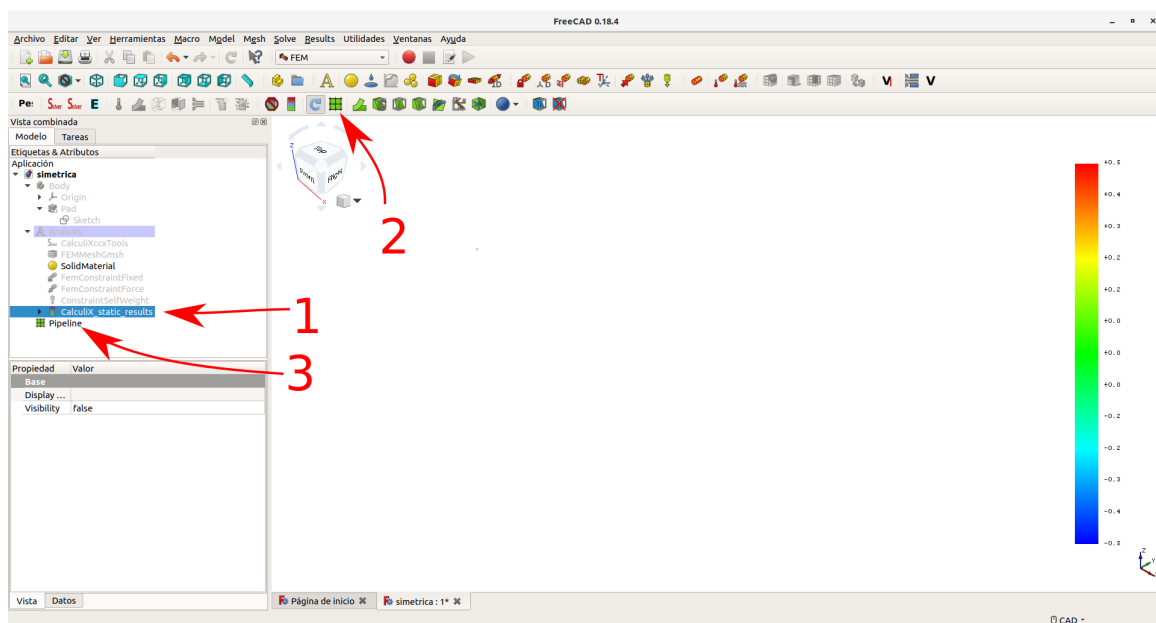 FreeCAD 0.18.4
Archivo Editar Ver Herramientas Macro Model Mesh Solve Results Utilidades Ventanas Ayuda
FEM
Pe:
Vista combinada
Modelo Tareas
Etiquetas & Atributos
Aplicación
simetrica
Body
Origin
Pad
Sketch
Analysis
CalculiXccxTools
FEMMeshGmsh
SolidMaterial
FemConstraintFixed
FemConstraintForce
ConstraintSelfWeight
CalculiX_static_results
Pipeline
1
2
3
Propiedad Valor
Base
Display ...
Visibility false
Vista Datos
Z
X
+0.5
+0.4
+0.3
+0.2
+0.2
+0.0
+0.0
+0.0
-0.2
-0.2
-0.3
-0.4
-0.5
Z
Y
Página de inicio
simetrica : 1*
CAD